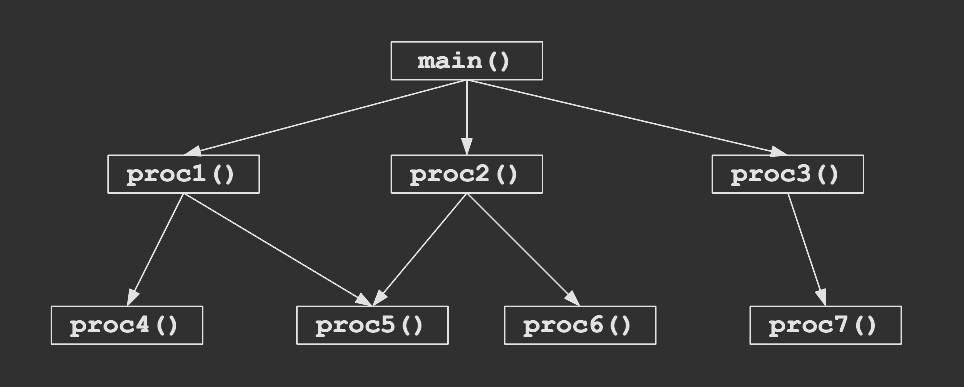 main()
proc1()
proc2()
proc3()
proc4()
proc5()
proc6()
proc7()